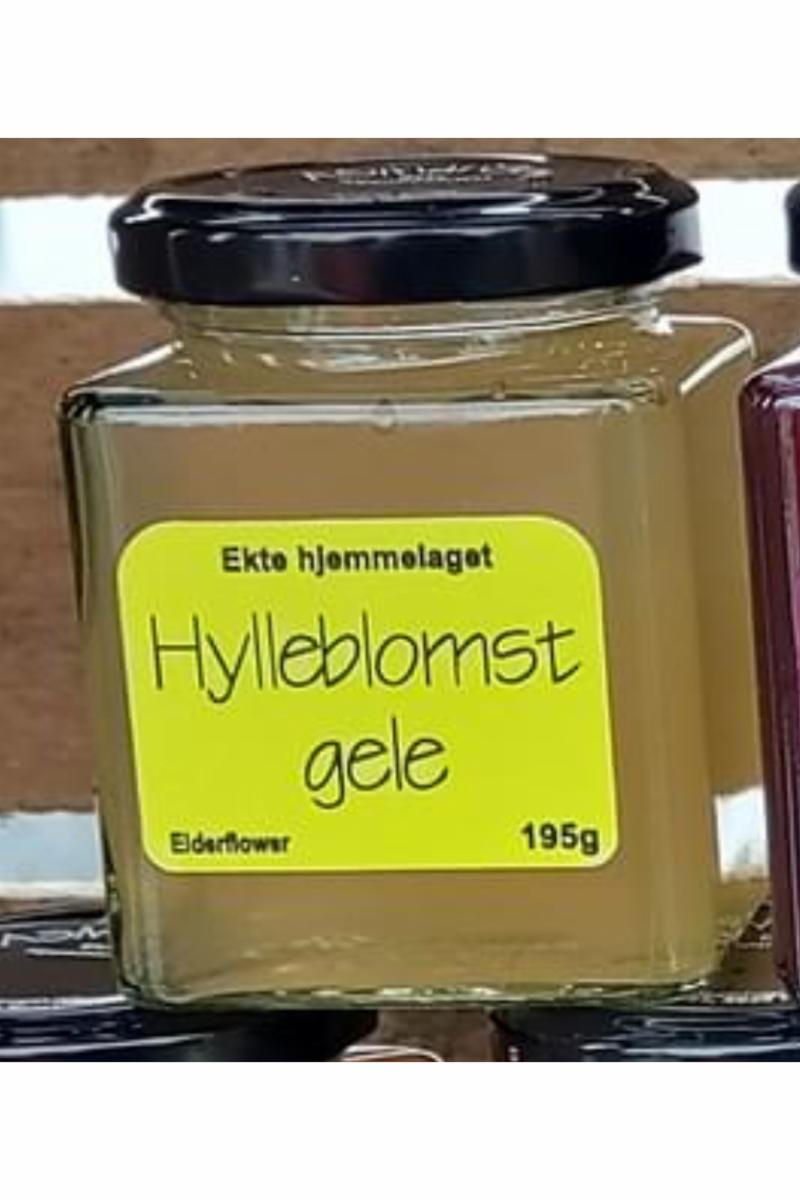 Ekte hjemmelaget
Hylleblomst
gele
Elderflower
195g